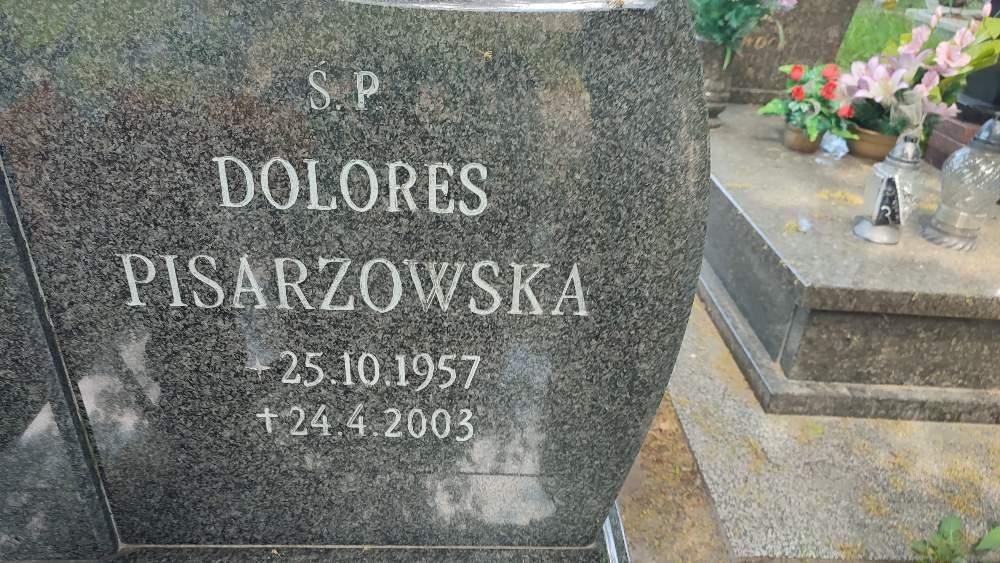 Ś.P.
DOLORES
PISARZOWSKA
* 25.10.1957
† 24.4.2003